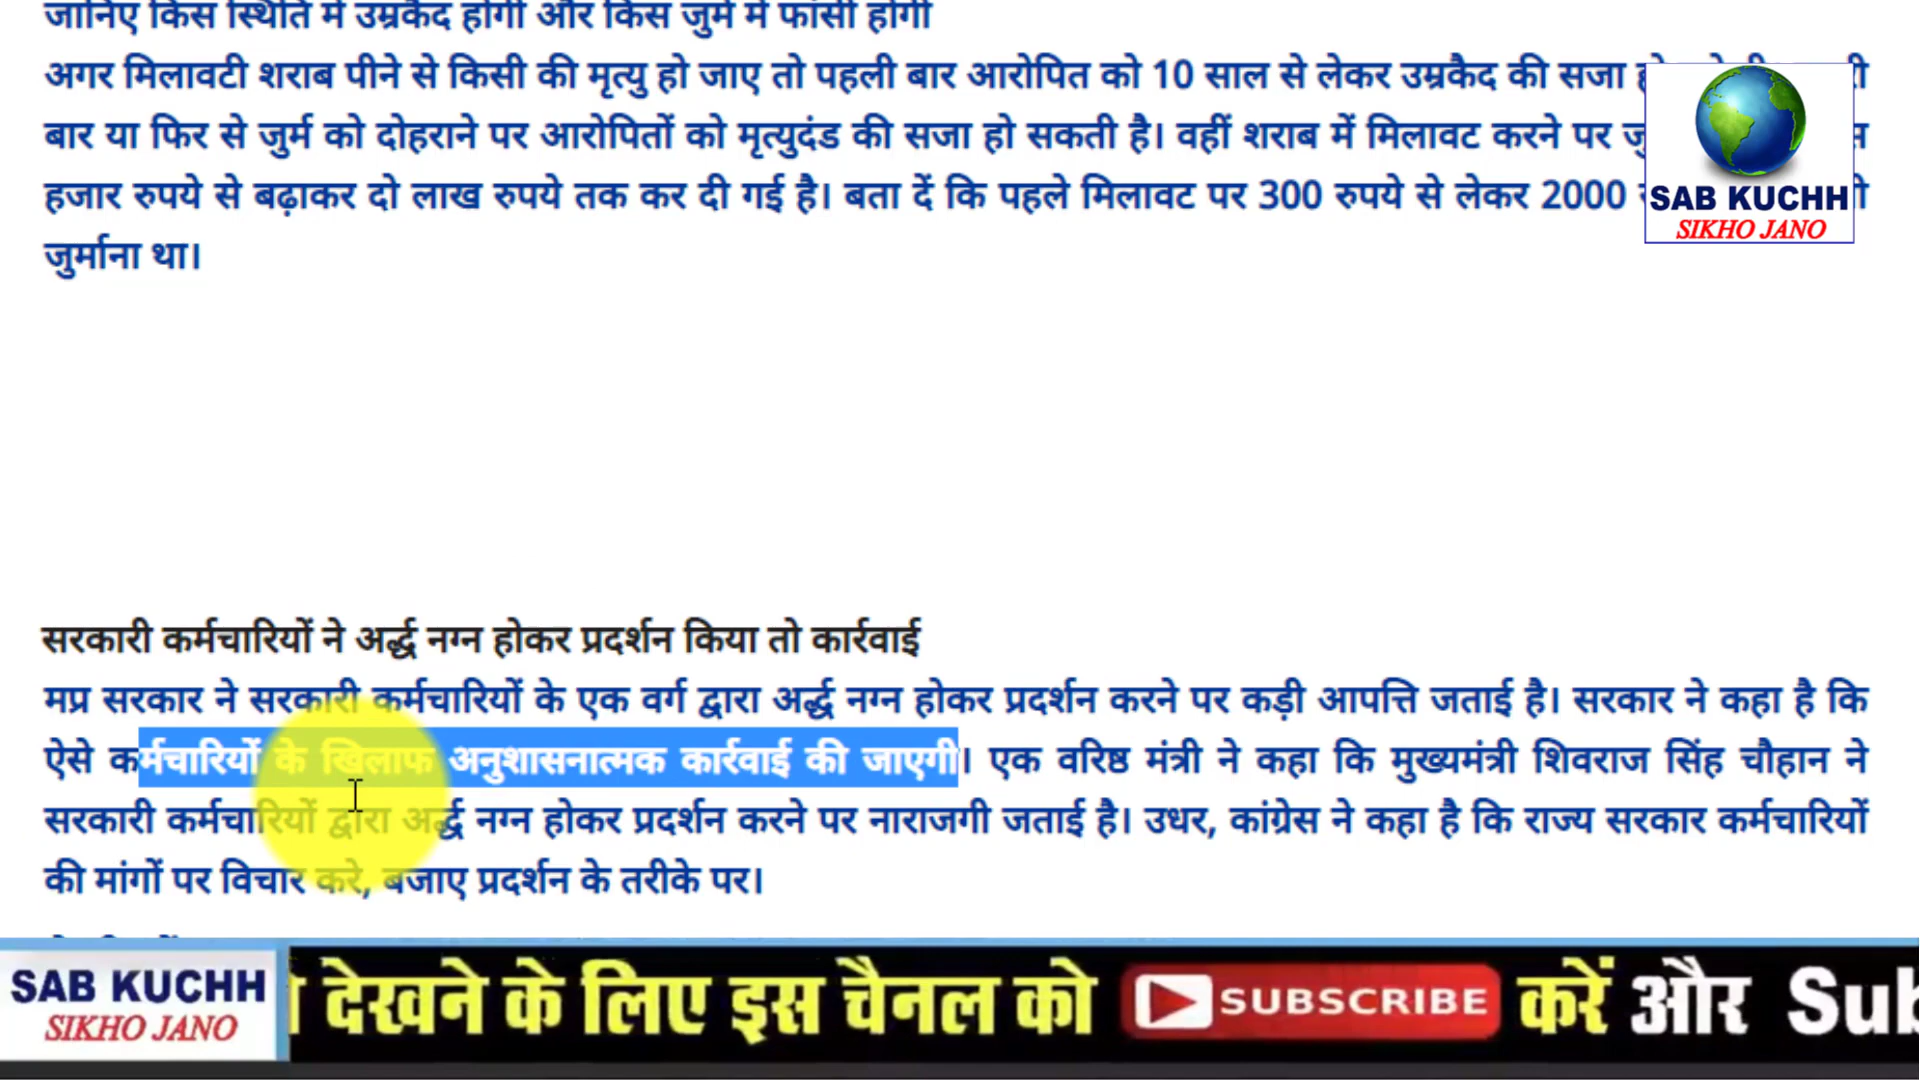 जानिए किस स्थिति में उम्रकैद होगी और किस जुर्म में फांसी होगी
अगर मिलावटी शराब पीने से किसी की मृत्यु हो जाए तो पहली बार आरोपित को 10 साल से लेकर उम्रकैद की सजा
बार या फिर से जुर्म को दोहराने पर आरोपितों को मृत्युदंड की सजा हो सकती है। वहीं शराब में मिलावट करने पर
हजार रुपये से बढ़ाकर दो लाख रुपये तक कर दी गई है। बता दें कि पहले मिलावट पर 300 रुपये से लेकर 2000
जुर्माना था।
SAB KUCHH
SIKHO JANO
सरकारी कर्मचारियों ने अर्द्ध नग्न होकर प्रदर्शन किया तो कार्रवाई
मप्र सरकार ने सरकारी कर्मचारियों के एक वर्ग द्वारा अर्द्ध नग्न होकर प्रदर्शन करने पर कड़ी आपत्ति जताई है। सरकार ने कहा है कि
ऐसे कर्मचारियों के खिलाफ अनुशासनात्मक कार्रवाई की जाएगी। एक वरिष्ठ मंत्री ने कहा कि मुख्यमंत्री शिवराज सिंह चौहान ने
सरकारी कर्मचारियों द्वारा अर्द्ध नग्न होकर प्रदर्शन करने पर नाराजगी जताई है। उधर, कांग्रेस ने कहा है कि राज्य सरकार कर्मचारियों
की मांगों पर विचार करे, बजाए प्रदर्शन के तरीके पर।
SAB KUCHH
SIKHO JANO
देखने के लिए इस चैनल को SUBSCRIBE करें और Sub